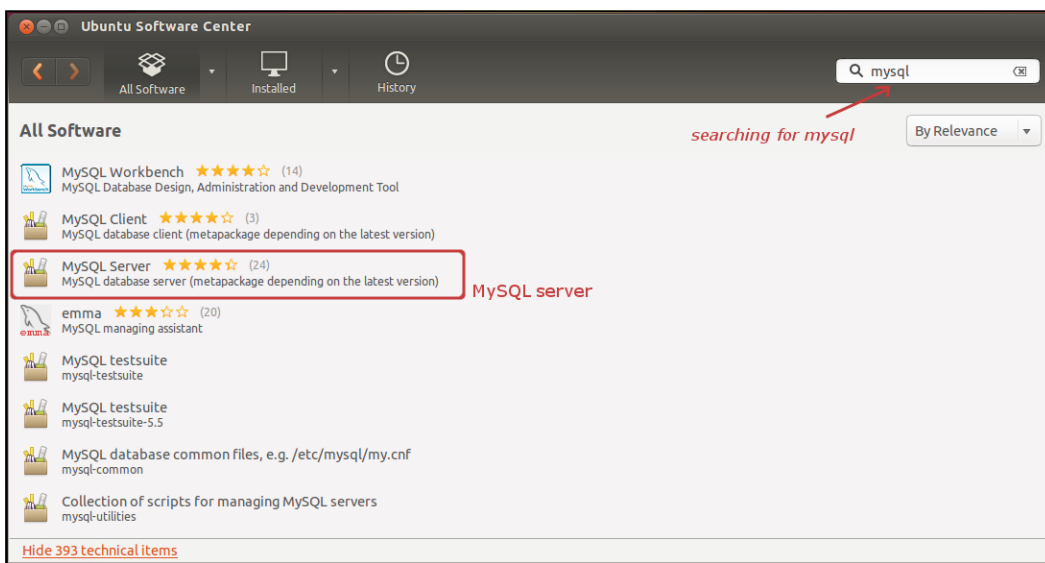 Ubuntu Software Center
All Software
Installed
History
mysql
All Software
searching for mysql
By Relevance
MySQL Workbench (14)
MySQL Database Design, Administration and Development Tool
MySQL Client (3)
MySQL database client (metapackage depending on the latest version)
MySQL Server (24)
MySQL database server (metapackage depending on the latest version)
MySQL server
emma (20)
MySQL managing assistant
MySQL testsuite
mysql-testsuite
MySQL testsuite
mysql-testsuite-5.5
MySQL database common files, e.g. /etc/mysql/my.cnf
mysql-common
Collection of scripts for managing MySQL servers
mysql-utilities
Hide 393 technical items